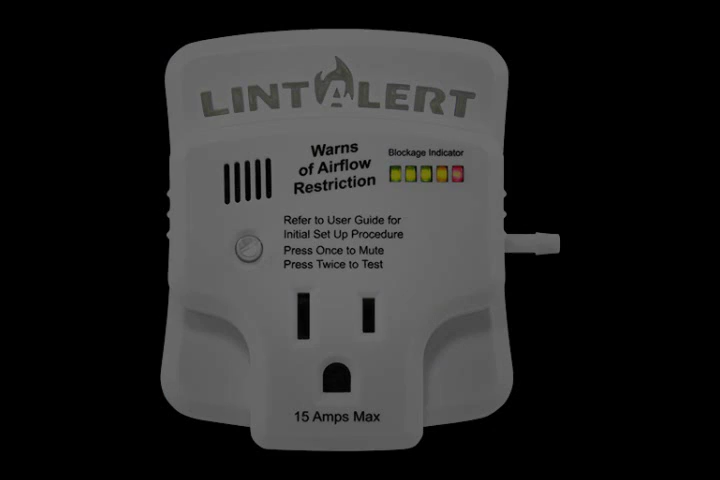 LINTALERT
Warns
of Airflow
Restriction
Blockage Indicator
Refer to User Guide for
Initial Set Up Procedure
Press Once to Mute
Press Twice to Test
15 Amps Max